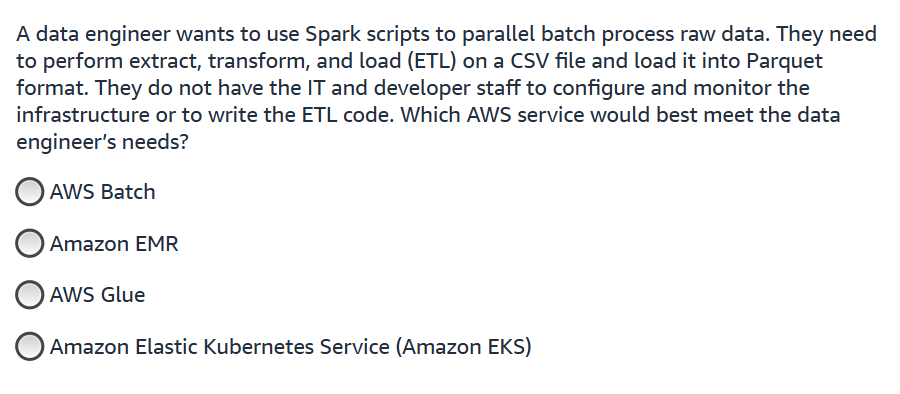 A data engineer wants to use Spark scripts to parallel batch process raw data. They need
to perform extract, transform, and load (ETL) on a CSV file and load it into Parquet
format. They do not have the IT and developer staff to configure and monitor the
infrastructure or to write the ETL code. Which AWS service would best meet the data
engineer’s needs?
AWS Batch
Amazon EMR
AWS Glue
Amazon Elastic Kubernetes Service (Amazon EKS)